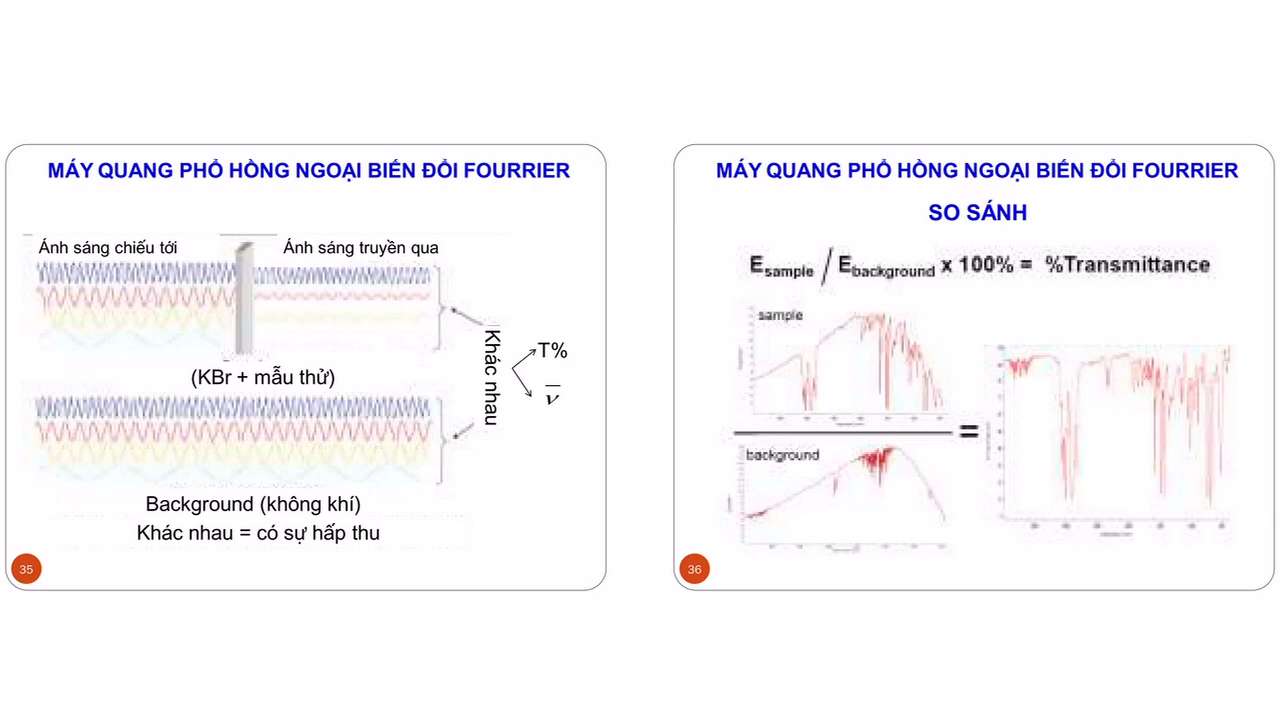 MÁY QUANG PHỔ HỒNG NGOẠI BIẾN ĐỔI FOURRIER
Ánh sáng chiếu tới
Ánh sáng truyền qua
(KBr + mẫu thử)
Khác nhau
T%
ν̅
Background (không khí)
Khác nhau = có sự hấp thu
35
MÁY QUANG PHỔ HỒNG NGOẠI BIẾN ĐỔI FOURRIER
SO SÁNH
Esample / Ebackground x 100% = %Transmittance
sample
background
=
36